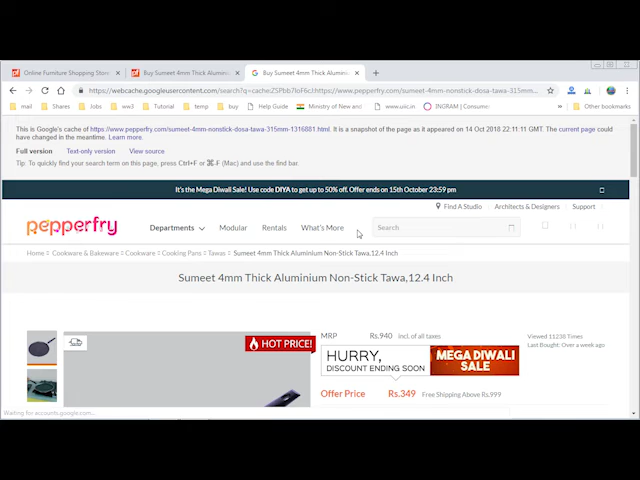 Online Furniture Shopping Store
Buy Sumeet 4mm Thick Aluminiu
Buy Sumeet 4mm Thick Aluminiu
https://webcache.googleusercontent.com/search?q=cache:ZSPbb7loF6cJ:https://www.pepperfry.com/sumeet-4mm-nonstick-dosa-tawa-315mm...
mail Shares Jobs ww3 Tutorial temp buy Help Guide Ministry of New and INGRAM | Consume Other bookmarks
This is Google's cache of https://www.pepperfry.com/sumeet-4mm-nonstick-dosa-tawa-315mm-1316881.html. It is a snapshot of the page as it appeared on 14 Oct 2018 22:11:11 GMT. The current page could
have changed in the meantime. Learn more.
Full version Text-only version View source
Tip: To quickly find your search term on this page, press Ctrl+F or ⌘-F (Mac) and use the find bar.
It's the Mega Diwali Sale! Use code DIYA to get up to 50% off. Offer ends on 15th October 23:59 pm
Find A Studio Architects & Designers Support
pepperfry Departments Modular Rentals What's More Search
Home Cookware & Bakeware Cookware Cooking Pans Tawas Sumeet 4mm Thick Aluminium Non-Stick Tawa,12.4 Inch
Sumeet 4mm Thick Aluminium Non-Stick Tawa,12.4 Inch
HOT PRICE!
MRP Rs.940 incl. of all taxes
Viewed 11238 Times
Last Bought: Over a week ago
HURRY,
DISCOUNT ENDING SOON
MEGA DIWALI
SALE
Offer Price Rs.349 Free Shipping Above Rs.999
Waiting for accounts.google.com...